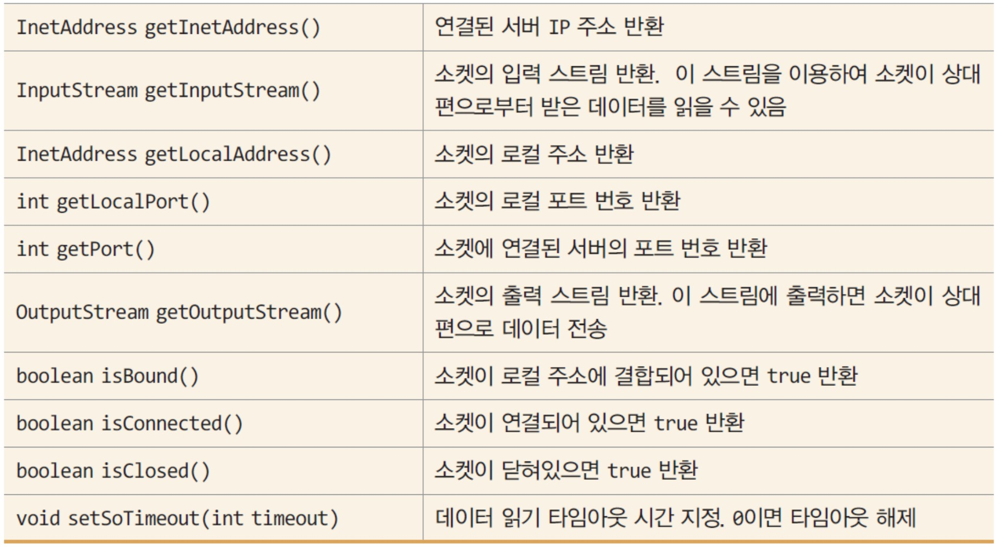 InetAddress getInetAddress() 연결된 서버 IP 주소 반환
InputStream getInputStream() 소켓의 입력 스트림 반환. 이 스트림을 이용하여 소켓이 상대
편으로부터 받은 데이터를 읽을 수 있음
InetAddress getLocalAddress() 소켓의 로컬 주소 반환
int getLocalPort() 소켓의 로컬 포트 번호 반환
int getPort() 소켓에 연결된 서버의 포트 번호 반환
OutputStream getOutputStream() 소켓의 출력 스트림 반환. 이 스트림에 출력하면 소켓이 상대
편으로 데이터 전송
boolean isBound() 소켓이 로컬 주소에 결합되어 있으면 true 반환
boolean isConnected() 소켓이 연결되어 있으면 true 반환
boolean isClosed() 소켓이 닫혀있으면 true 반환
void setSoTimeout(int timeout) 데이터 읽기 타임아웃 시간 지정. 0이면 타임아웃 해제